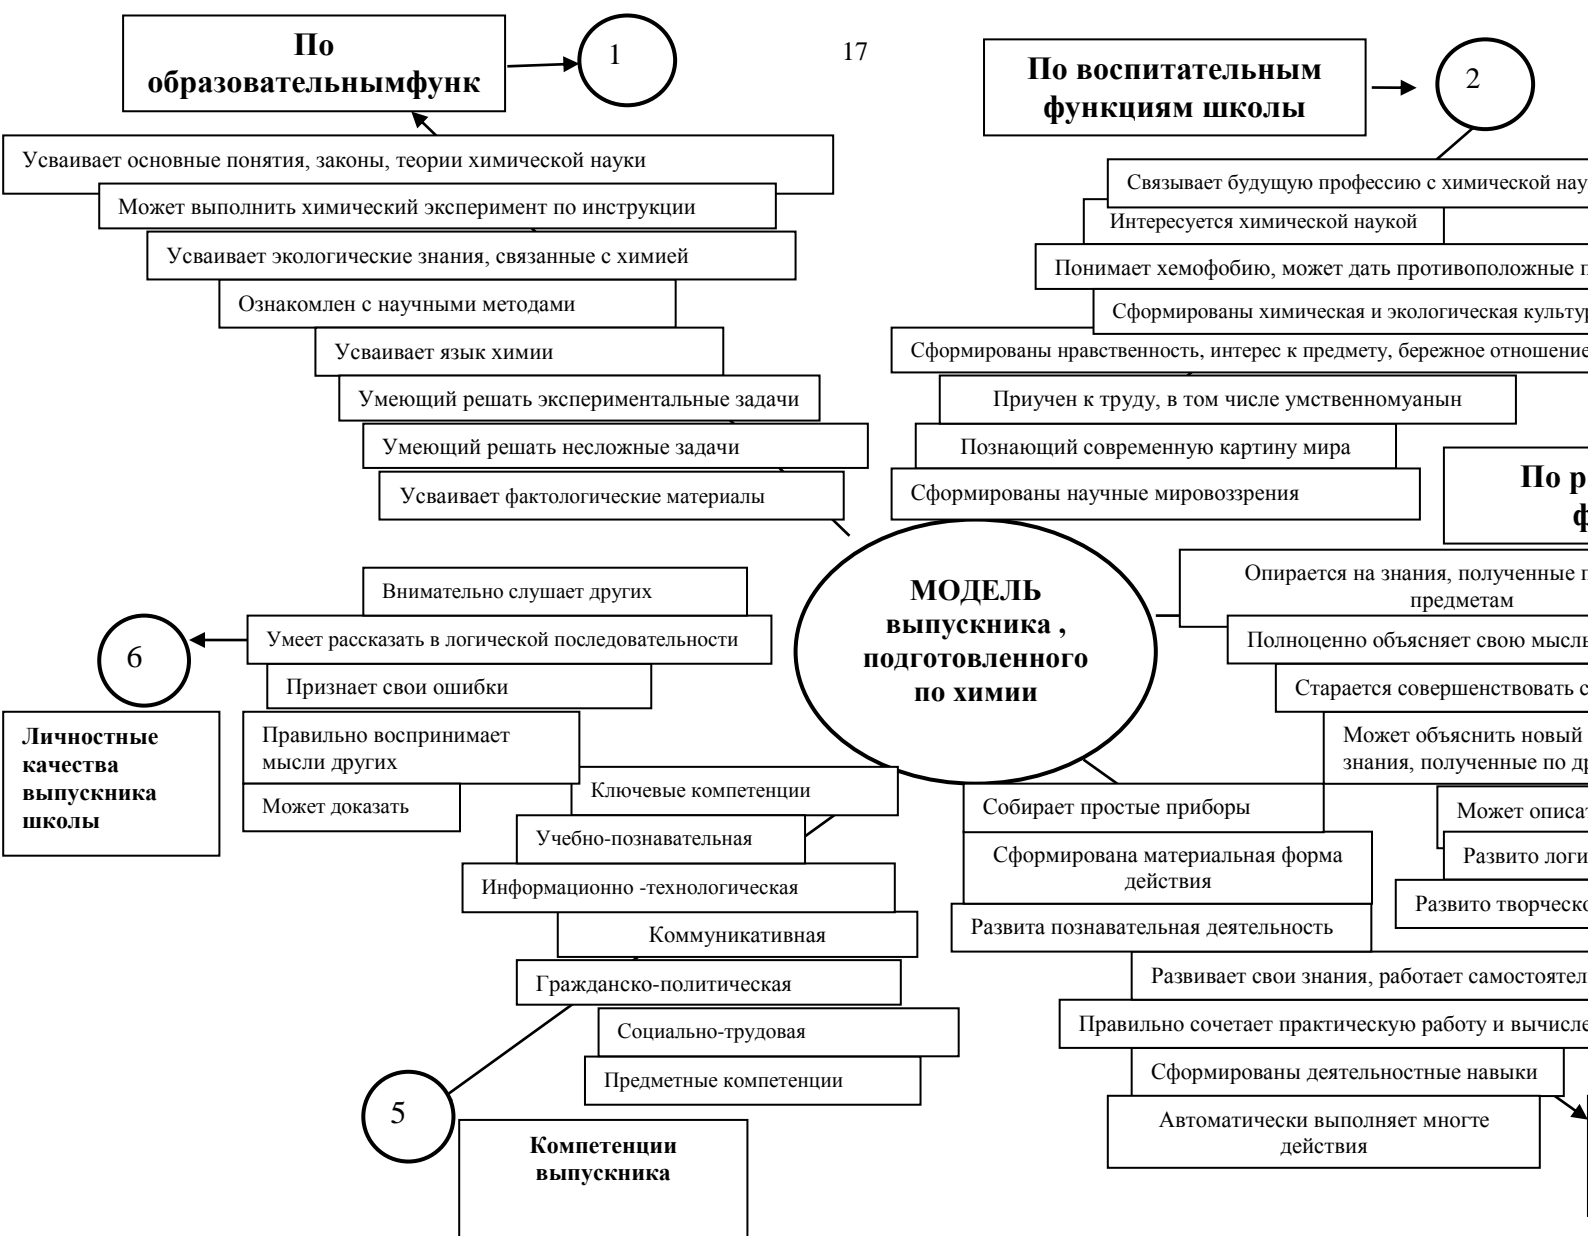 По
образовательнымфунк
1
17
По воспитательным
функциям школы
2
Усваивает основные понятия, законы, теории химической науки
Может выполнить химический эксперимент по инструкции
Усваивает экологические знания, связанные с химией
Ознакомлен с научными методами
Усваивает язык химии
Умеющий решать экспериментальные задачи
Умеющий решать несложные задачи
Усваивает фактологические материалы
Связывает будущую профессию с химической нау
Интересуется химической наукой
Понимает хемофобию, может дать противоположные п
Сформированы химическая и экологическая культур
Сформированы нравственность, интерес к предмету, бережное отношение
Приучен к труду, в том числе умственномуанын
Познающий современную картину мира
Сформированы научные мировоззрения
По р
ф
МОДЕЛЬ
выпускника ,
подготовленного
по химии
Опирается на знания, полученные п
предметам
Полноценно объясняет свою мысль
Старается совершенствовать с
Может объяснить новый
знания, полученные по др
Может описат
Развито логи
Развито творческо
Внимательно слушает других
Умеет рассказать в логической последовательности
Признает свои ошибки
Правильно воспринимает
мысли других
Может доказать
6
Личностные
качества
выпускника
школы
Ключевые компетенции
Учебно-познавательная
Информационно -технологическая
Коммуникативная
Гражданско-политическая
Социально-трудовая
Предметные компетенции
5
Компетенции
выпускника
Собирает простые приборы
Сформирована материальная форма
действия
Развита познавательная деятельность
Развивает свои знания, работает самостоятел
Правильно сочетает практическую работу и вычисле
Сформированы деятельностные навыки
Автоматически выполняет многте
действия